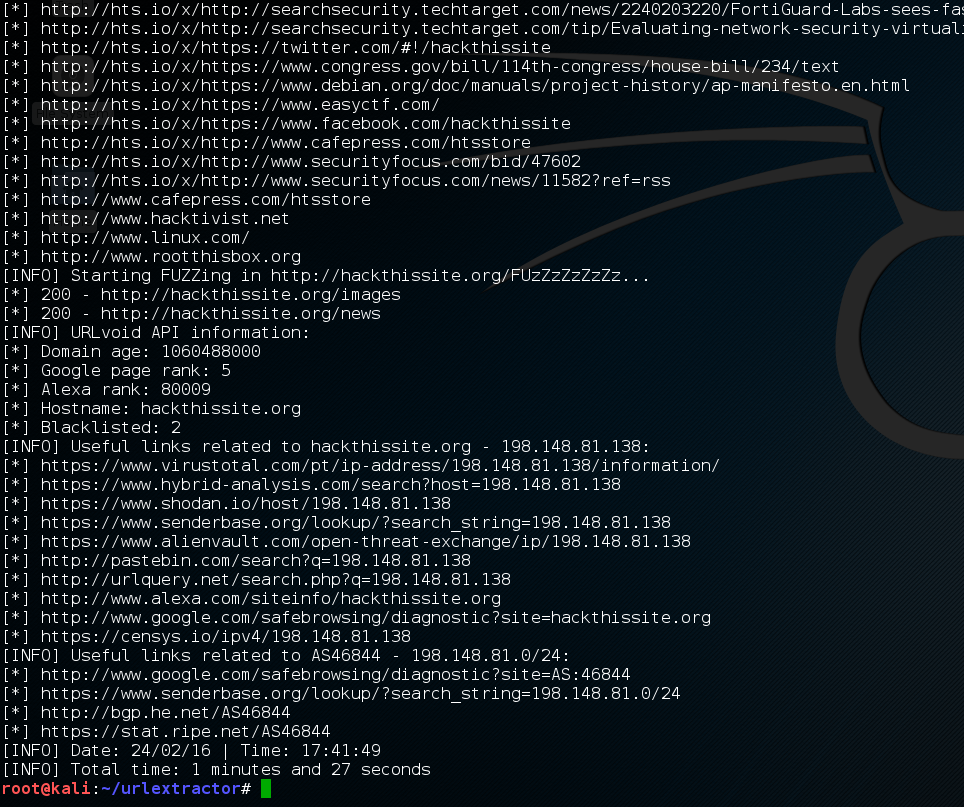 [*] http://hts.io/x/http://searchsecurity.techtarget.com/news/2240203220/FortiGuard-Labs-sees-fas
[*] http://hts.io/x/http://searchsecurity.techtarget.com/tip/Evaluating-network-security-virtuali
[*] http://hts.io/x/https://twitter.com/#!/hackthissite
[*] http://hts.io/x/https://www.congress.gov/bill/114th-congress/house-bill/234/text
[*] http://hts.io/x/https://www.debian.org/doc/manuals/project-history/ap-manifesto.en.html
[*] http://hts.io/x/https://www.easyctf.com/
[*] http://hts.io/x/https://www.facebook.com/hackthissite
[*] http://hts.io/x/http://www.cafepress.com/htsstore
[*] http://hts.io/x/http://www.securityfocus.com/bid/47602
[*] http://hts.io/x/http://www.securityfocus.com/news/11582?ref=rss
[*] http://www.cafepress.com/htsstore
[*] http://www.hacktivist.net
[*] http://www.linux.com/
[*] http://www.rootthisbox.org
[INFO] Starting FUZZing in http://hackthissite.org/FUzZzZzZzZz...
[*] 200 - http://hackthissite.org/images
[*] 200 - http://hackthissite.org/news
[INFO] URLvoid API information:
[*] Domain age: 1060488000
[*] Google page rank: 5
[*] Alexa rank: 80009
[*] Hostname: hackthissite.org
[*] Blacklisted: 2
[INFO] Useful links related to hackthissite.org - 198.148.81.138:
[*] https://www.virustotal.com/pt/ip-address/198.148.81.138/information/
[*] https://www.hybrid-analysis.com/search?host=198.148.81.138
[*] https://www.shodan.io/host/198.148.81.138
[*] https://www.senderbase.org/lookup/?search_string=198.148.81.138
[*] https://www.alienvault.com/open-threat-exchange/ip/198.148.81.138
[*] http://pastebin.com/search?q=198.148.81.138
[*] http://urlquery.net/search.php?q=198.148.81.138
[*] http://www.alexa.com/siteinfo/hackthissite.org
[*] http://www.google.com/safebrowsing/diagnostic?site=hackthissite.org
[*] https://censys.io/ipv4/198.148.81.138
[INFO] Useful links related to AS46844 - 198.148.81.0/24:
[*] http://www.google.com/safebrowsing/diagnostic?site=AS:46844
[*] https://www.senderbase.org/lookup/?search_string=198.148.81.0/24
[*] http://bgp.he.net/AS46844
[*] https://stat.ripe.net/AS46844
[INFO] Date: 24/02/16 | Time: 17:41:49
[INFO] Total time: 1 minutes and 27 seconds
root@kali:~/urlextractor#